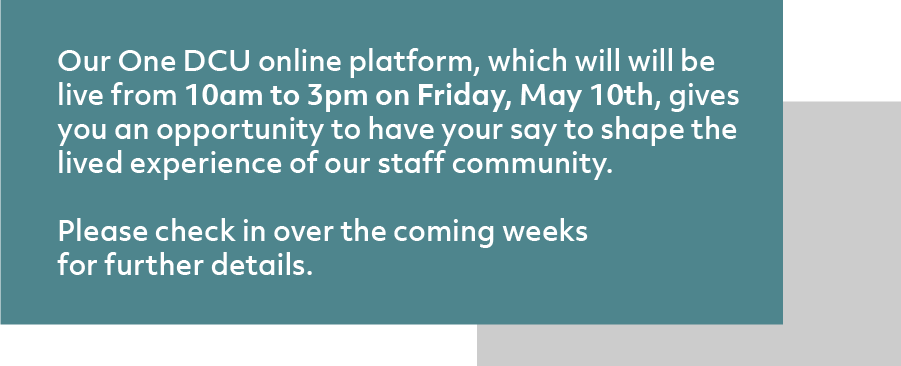 Our One DCU online platform, which will will be
live from 10am to 3pm on Friday, May 10th, gives
you an opportunity to have your say to shape the
lived experience of our staff community.
Please check in over the coming weeks
for further details.